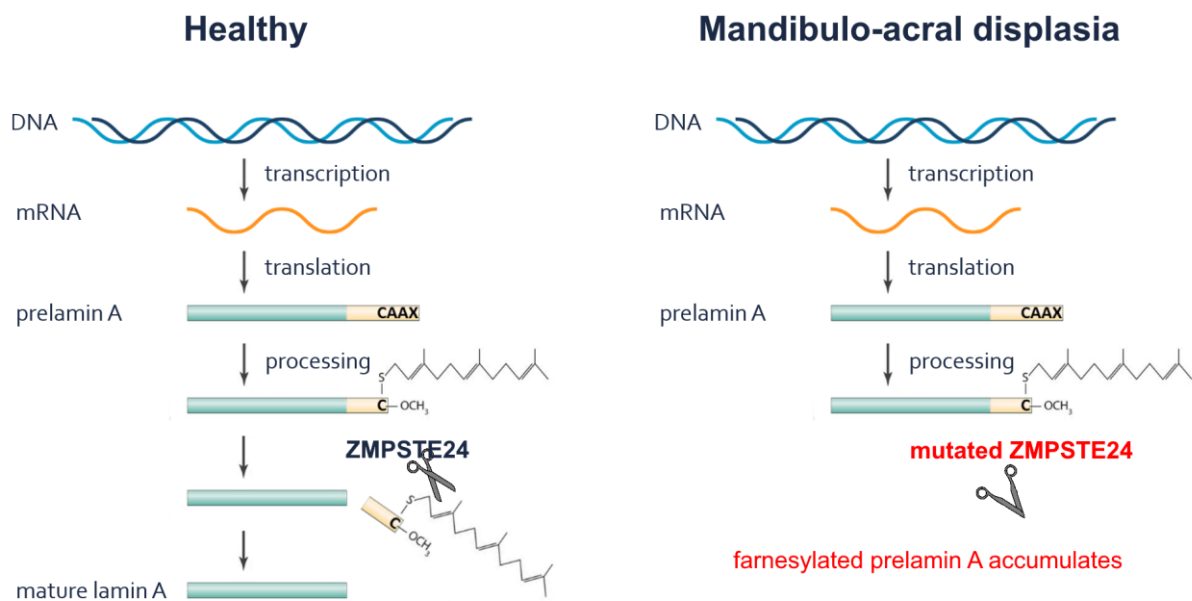 Healthy
DNA
transcription
mRNA
translation
prelamin A
CAAX
processing
S
C
OCH₃
ZMPSTE24
S
C
OCH₃
mature lamin A
Mandibulo-acral displasia
DNA
transcription
mRNA
translation
prelamin A
CAAX
processing
S
C
OCH₃
mutated ZMPSTE24
farnesylated prelamin A accumulates